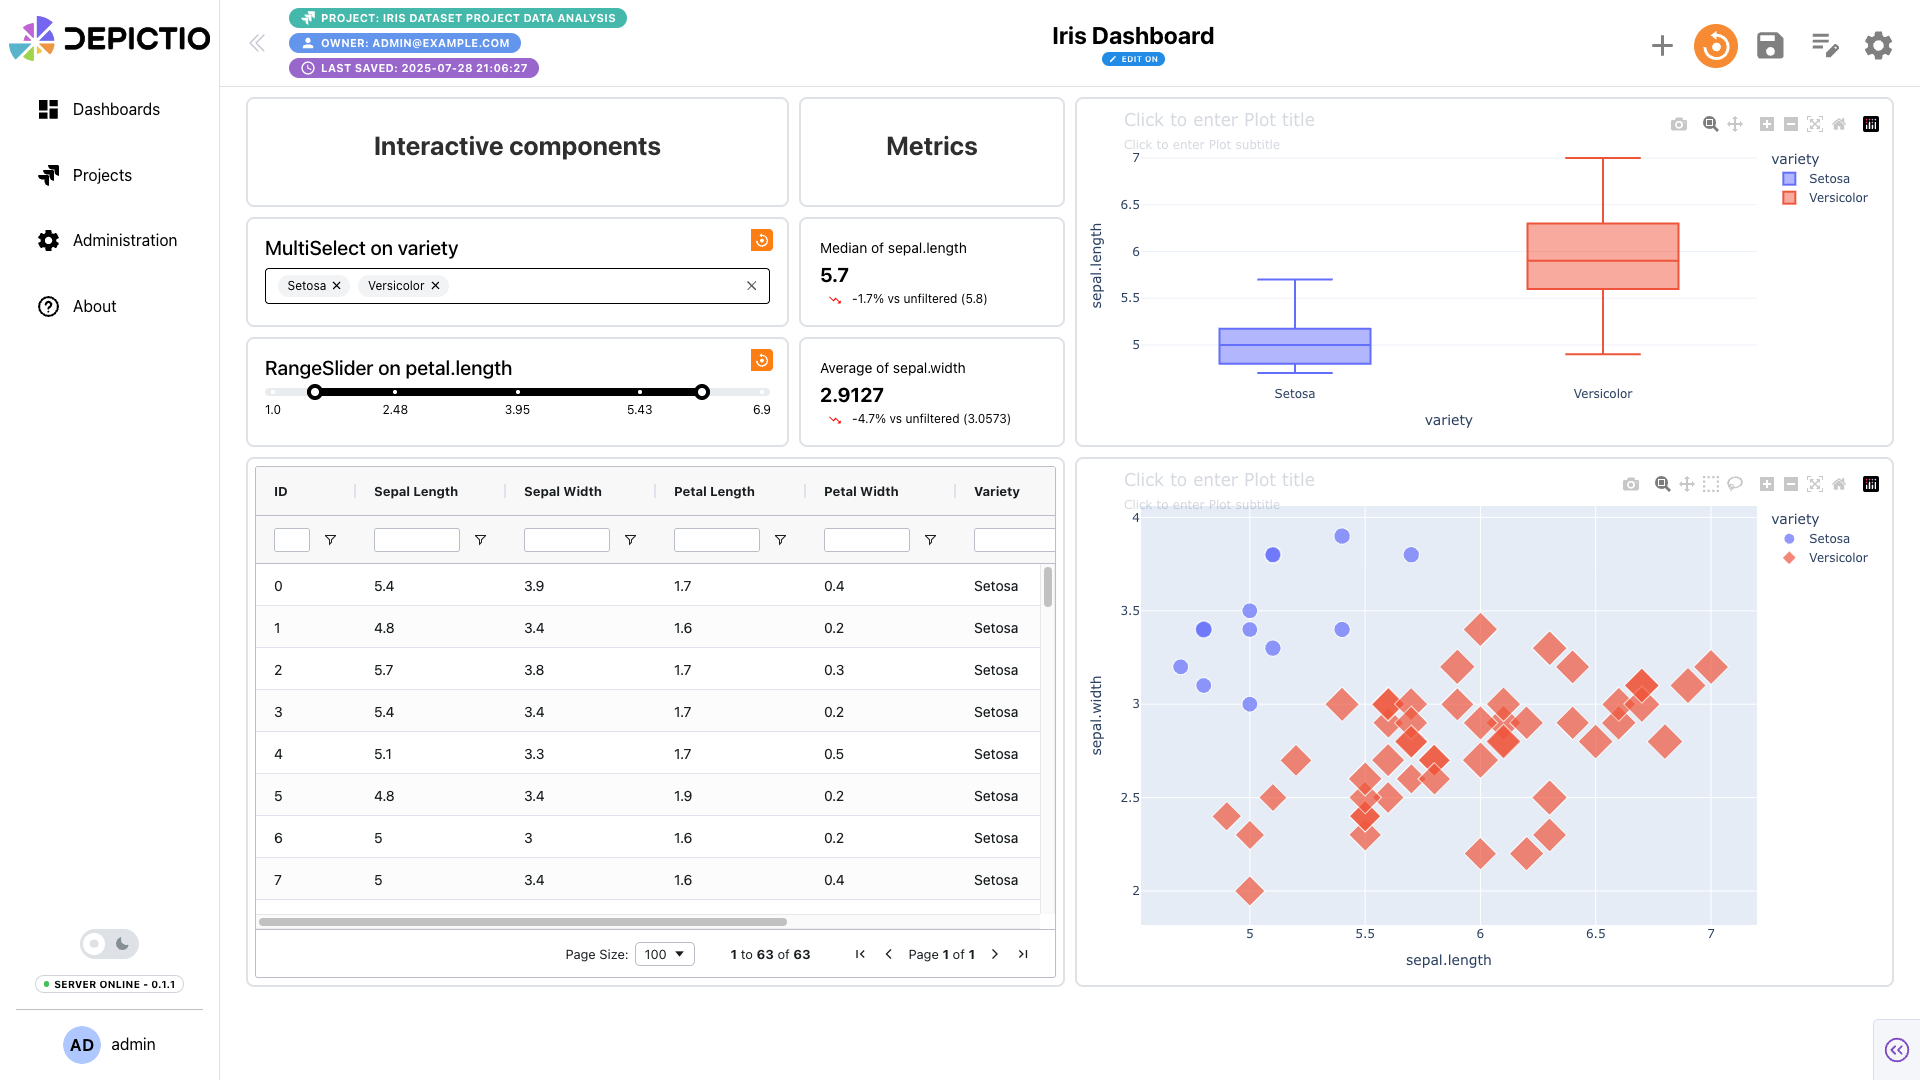 DEPICTIO
Dashboards
Projects
Administration
About
SERVER ONLINE - 0.1.1
AD admin
PROJECT: IRIS DATASET PROJECT DATA ANALYSIS
OWNER: ADMIN@EXAMPLE.COM
LAST SAVED: 2025-07-28 21:06:27
Iris Dashboard
EDIT ON
Interactive components
Metrics
MultiSelect on variety
Setosa Versicolor
RangeSlider on petal.length
1.0 2.48 3.95 5.43 6.9
Median of sepal.length
5.7
-1.7% vs unfiltered (5.8)
Average of sepal.width
2.9127
-4.7% vs unfiltered (3.0573)
Click to enter Plot title
Click to enter Plot subtitle
7
6.5
6
5.5
5
sepal.length
Setosa Versicolor
variety
variety
Setosa
Versicolor
ID Sepal Length Sepal Width Petal Length Petal Width Variety
0 5.4 3.9 1.7 0.4 Setosa
1 4.8 3.4 1.6 0.2 Setosa
2 5.7 3.8 1.7 0.3 Setosa
3 5.4 3.4 1.7 0.2 Setosa
4 5.1 3.3 1.7 0.5 Setosa
5 4.8 3.4 1.9 0.2 Setosa
6 5 3 1.6 0.2 Setosa
7 5 3.4 1.6 0.4 Setosa
Page Size: 100 1 to 63 of 63 Page 1 of 1
Click to enter Plot title
Click to enter Plot subtitle
4
3.5
3
2.5
2
sepal.width
5 5.5 6 6.5 7
sepal.length
variety
Setosa
Versicolor